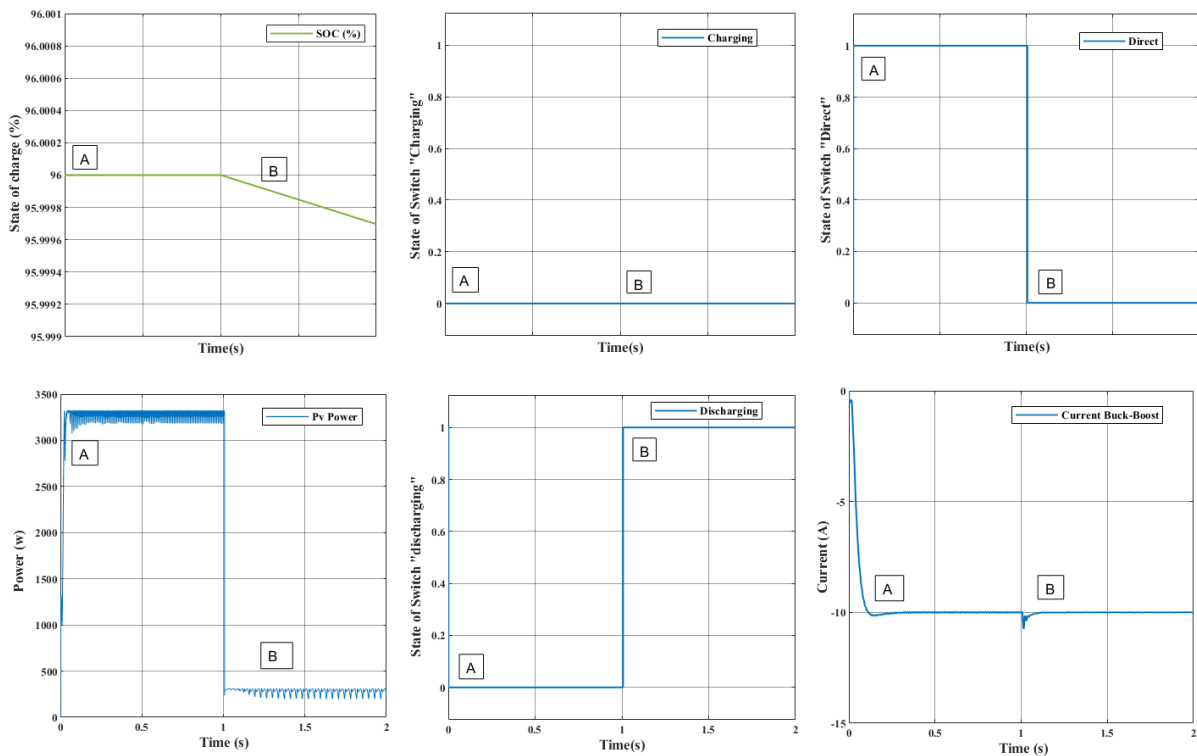 State of charge (%)
96.001
96.0008
96.0006
96.0004
96.0002
96
95.9998
95.9996
95.9994
95.9992
95.999
SOC (%)
A
B
Time(s)
State of Switch "Charging"
1
0.8
0.6
0.4
0.2
0
Charging
A
B
Time(s)
State of Switch "Direct"
1
0.8
0.6
0.4
0.2
0
Direct
A
B
Time(s)
Power (w)
3500
3000
2500
2000
1500
1000
500
0
Pv Power
A
B
0 0.5 1 1.5 2
Time (s)
State of Switch "discharging"
1
0.8
0.6
0.4
0.2
0
Discharging
B
A
0 0.5 1 1.5 2
Time(s)
Current (A)
0
-5
-10
-15
Current Buck-Boost
A
B
0 0.5 1 1.5 2
Time (s)